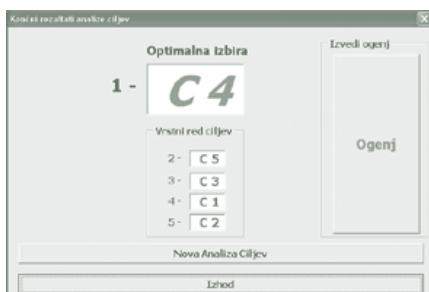 Končni rezultati analize ciljev
Optimalna izbira
1 - C 4
Vrstni red ciljev
2 - C 5
3 - C 3
4 - C 1
5 - C 2
Izvedi ogenj
Ogenj
Nova Analiza Ciljev
Izhod